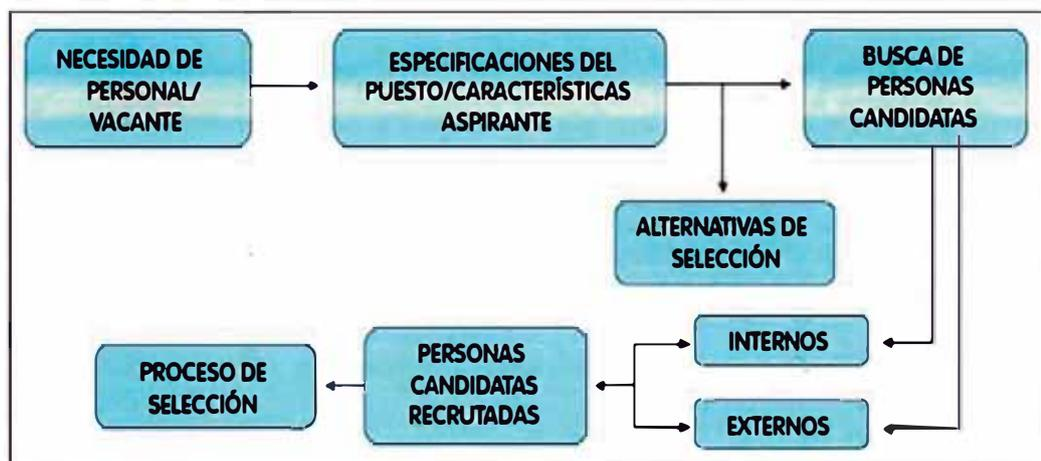 NECESIDAD DE
PERSONAL/
VACANTE
ESPECIFICACIONES DEL
PUESTO/CARACTERÍSTICAS
ASPIRANTE
BUSCA DE
PERSONAS
CANDIDATAS
ALTERNATIVAS DE
SELECCIÓN
INTERNOS
EXTERNOS
PERSONAS
CANDIDATAS
RECRUTADAS
PROCESO DE
SELECCIÓN